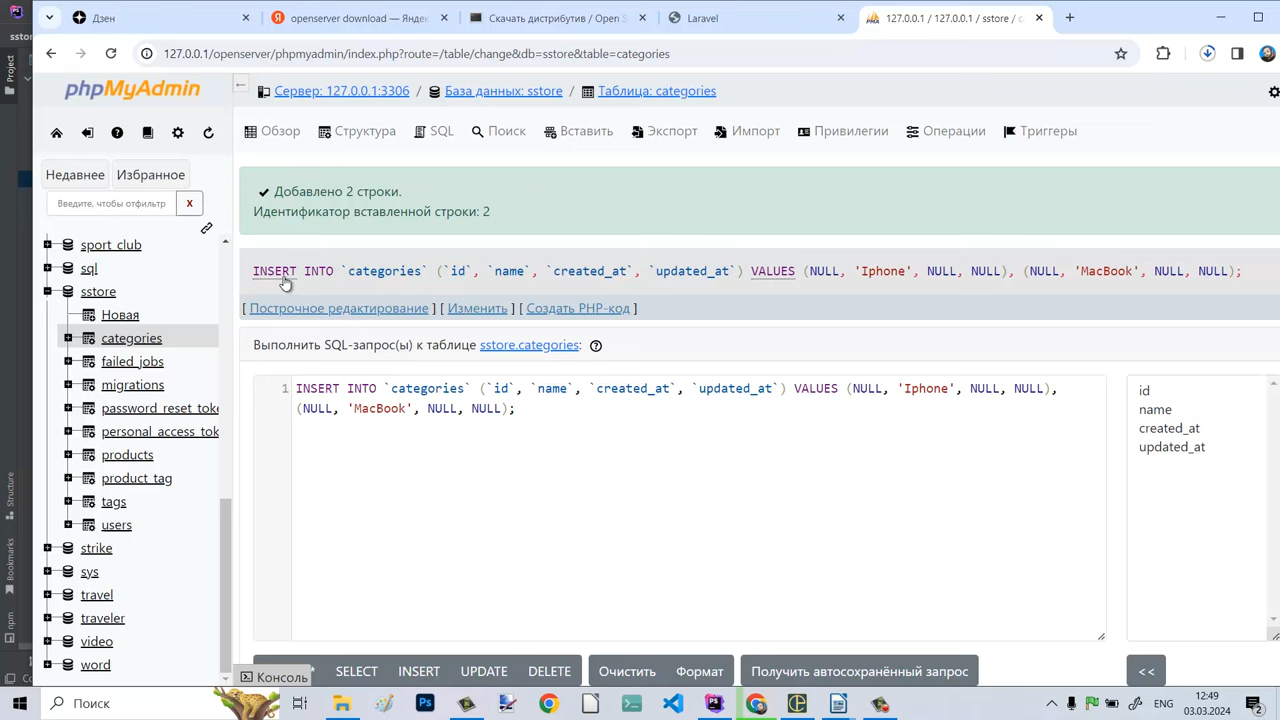 Дзен
openserver download — Яндек
Скачать дистрибутив / Open S
Laravel
127.0.0.1 / 127.0.0.1 / sstore / c
sstor
127.0.0.1/openserver/phpmyadmin/index.php?route=/table/change&db=sstore&table=categories
Project
phpMyAdmin
Сервер: 127.0.0.1:3306 / База данных: sstore / Таблица: categories
Обзор Структура SQL Поиск Вставить Экспорт Импорт Привилегии Операции Триггеры
Недавнее Избранное
Введите, чтобы отфильтр X
sport_club
sql
sstore
Новая
categories
failed_jobs
migrations
password_reset_toke
personal_access_tok
products
product_tag
tags
users
strike
sys
travel
traveler
video
word
Добавлено 2 строки.
Идентификатор вставленной строки: 2
INSERT INTO `categories` (`id`, `name`, `created_at`, `updated_at`) VALUES (NULL, 'Iphone', NULL, NULL), (NULL, 'MacBook', NULL, NULL);
[ Построчное редактирование ] [ Изменить ] [ Создать PHP-код ]
Выполнить SQL-запрос(ы) к таблице sstore.categories:
1 INSERT INTO `categories` (`id`, `name`, `created_at`, `updated_at`) VALUES (NULL, 'Iphone', NULL, NULL),
(NULL, 'MacBook', NULL, NULL);
id
name
created_at
updated_at
* SELECT INSERT UPDATE DELETE Очистить Формат Получить автосохранённый запрос <<
Консоль
Structure
Bookmarks
npm
Поиск
ENG
12:49
03.03.2024
2